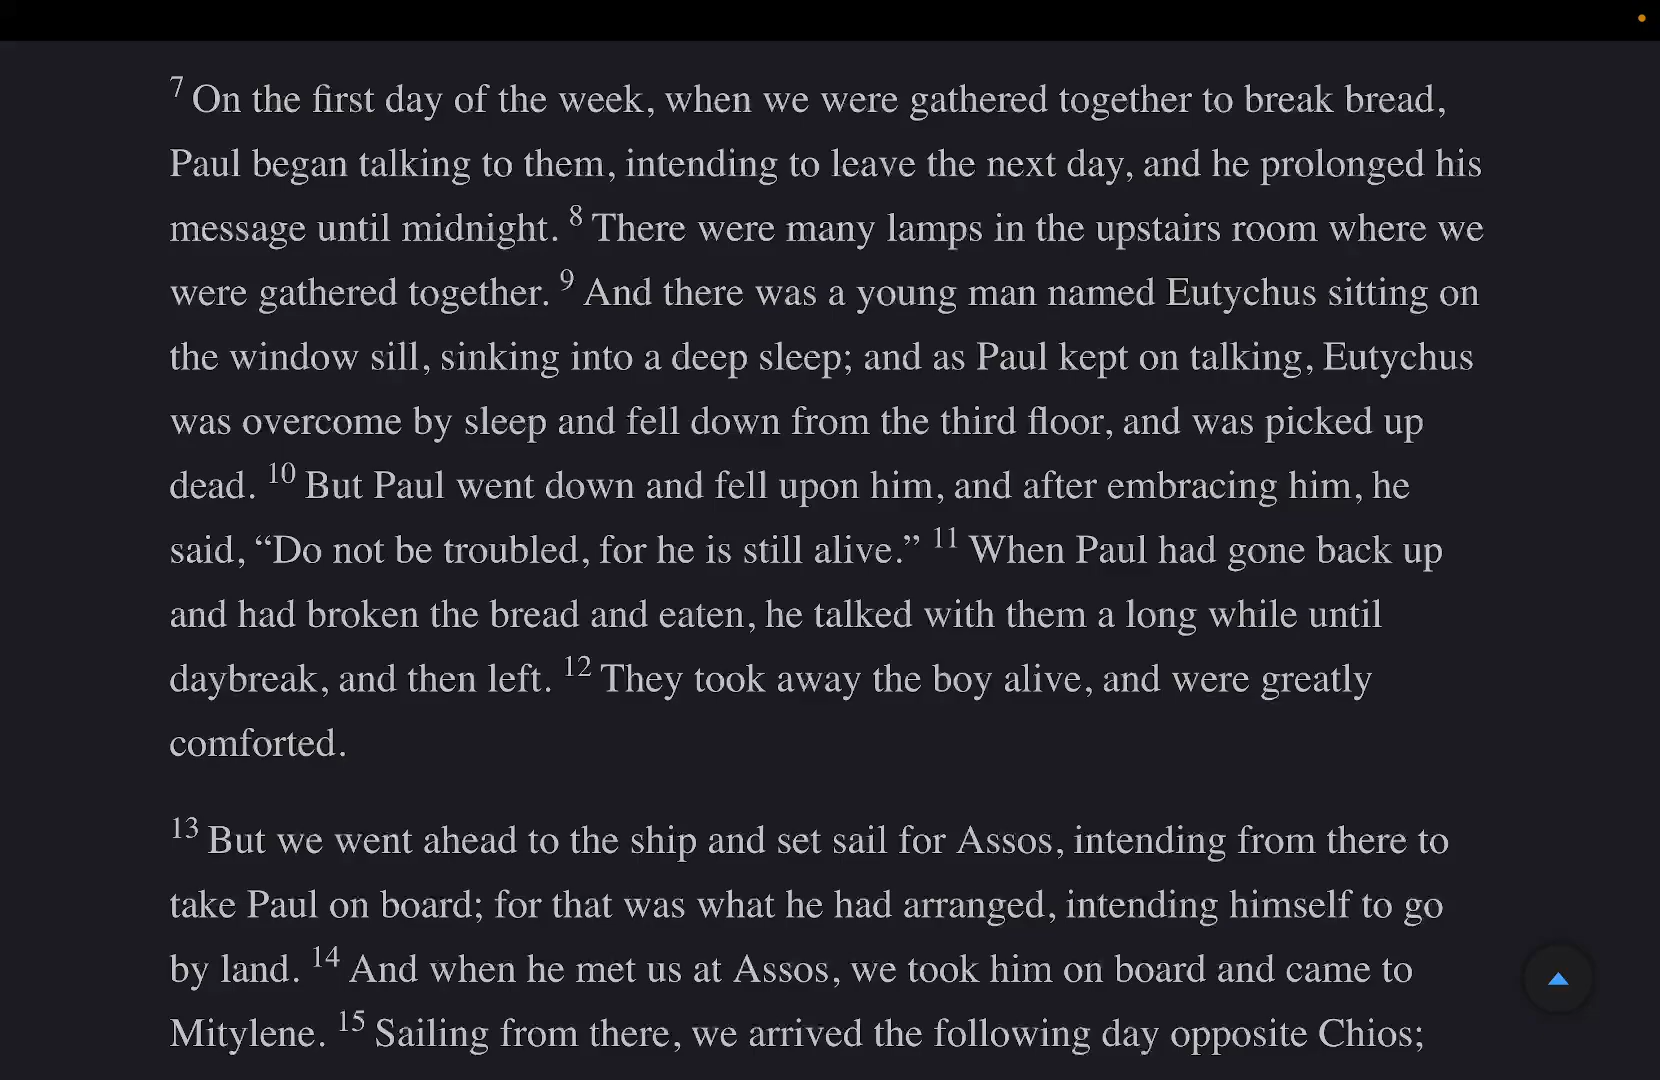 7 On the first day of the week, when we were gathered together to break bread,
Paul began talking to them, intending to leave the next day, and he prolonged his
message until midnight. 8 There were many lamps in the upstairs room where we
were gathered together. 9 And there was a young man named Eutychus sitting on
the window sill, sinking into a deep sleep; and as Paul kept on talking, Eutychus
was overcome by sleep and fell down from the third floor, and was picked up
dead. 10 But Paul went down and fell upon him, and after embracing him, he
said, “Do not be troubled, for he is still alive.” 11 When Paul had gone back up
and had broken the bread and eaten, he talked with them a long while until
daybreak, and then left. 12 They took away the boy alive, and were greatly
comforted.
13 But we went ahead to the ship and set sail for Assos, intending from there to
take Paul on board; for that was what he had arranged, intending himself to go
by land. 14 And when he met us at Assos, we took him on board and came to
Mitylene. 15 Sailing from there, we arrived the following day opposite Chios;